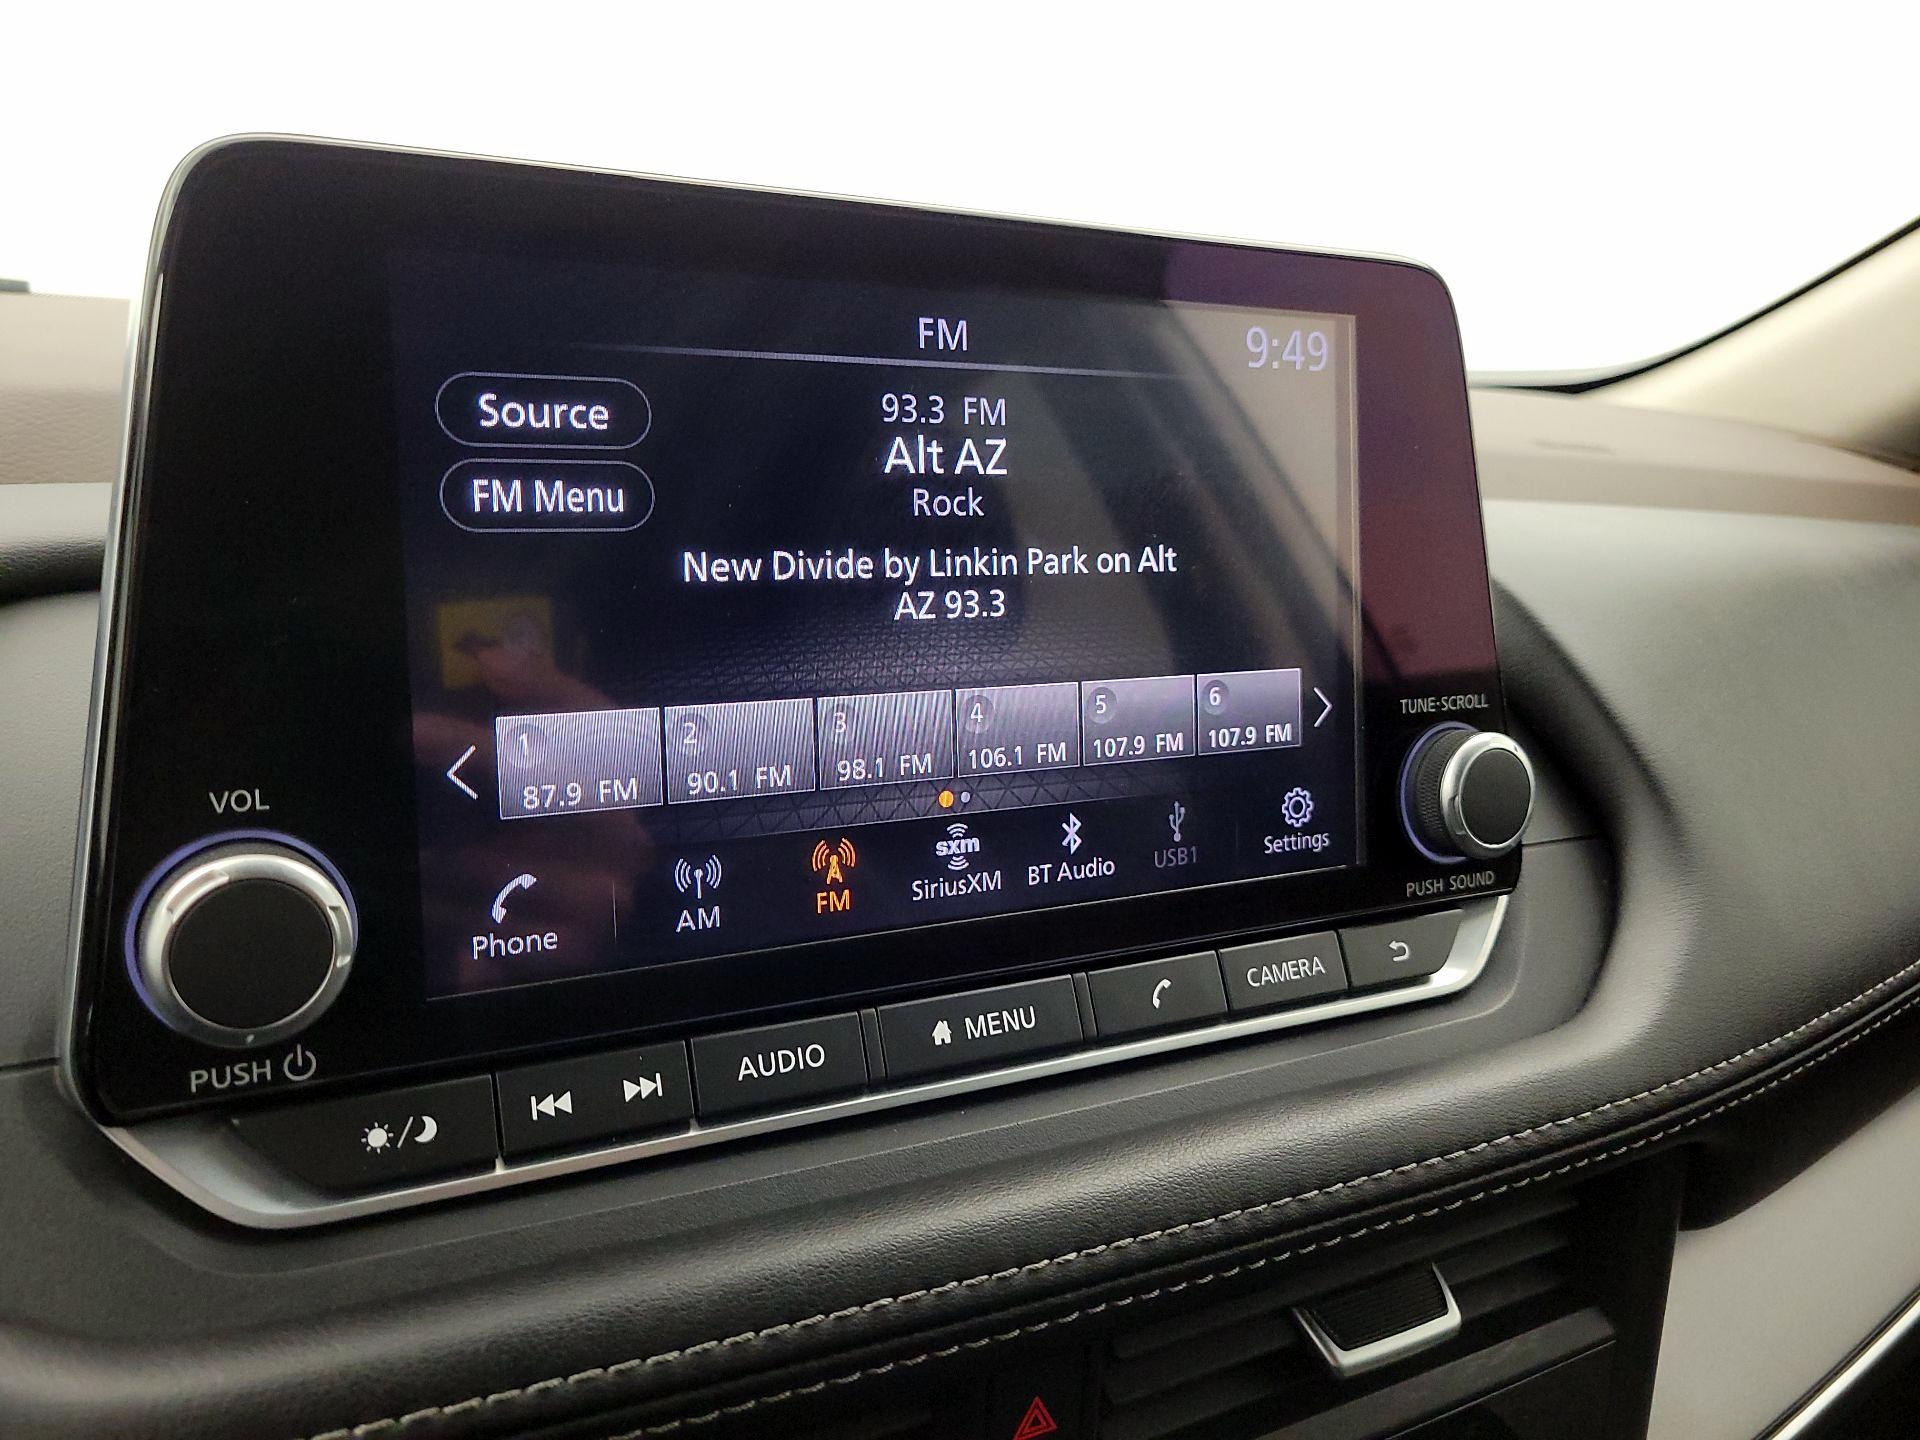 FM
9:49
Source
FM Menu
93.3 FM
Alt AZ
Rock
New Divide by Linkin Park on Alt
AZ 93.3
1
87.9 FM
2
90.1 FM
3
98.1 FM
4
106.1 FM
5
107.9 FM
6
107.9 FM
Phone
AM
FM
sxm
SiriusXM
BT Audio
USB1
Settings
VOL
PUSH
TUNE·SCROLL
PUSH SOUND
AUDIO
MENU
CAMERA